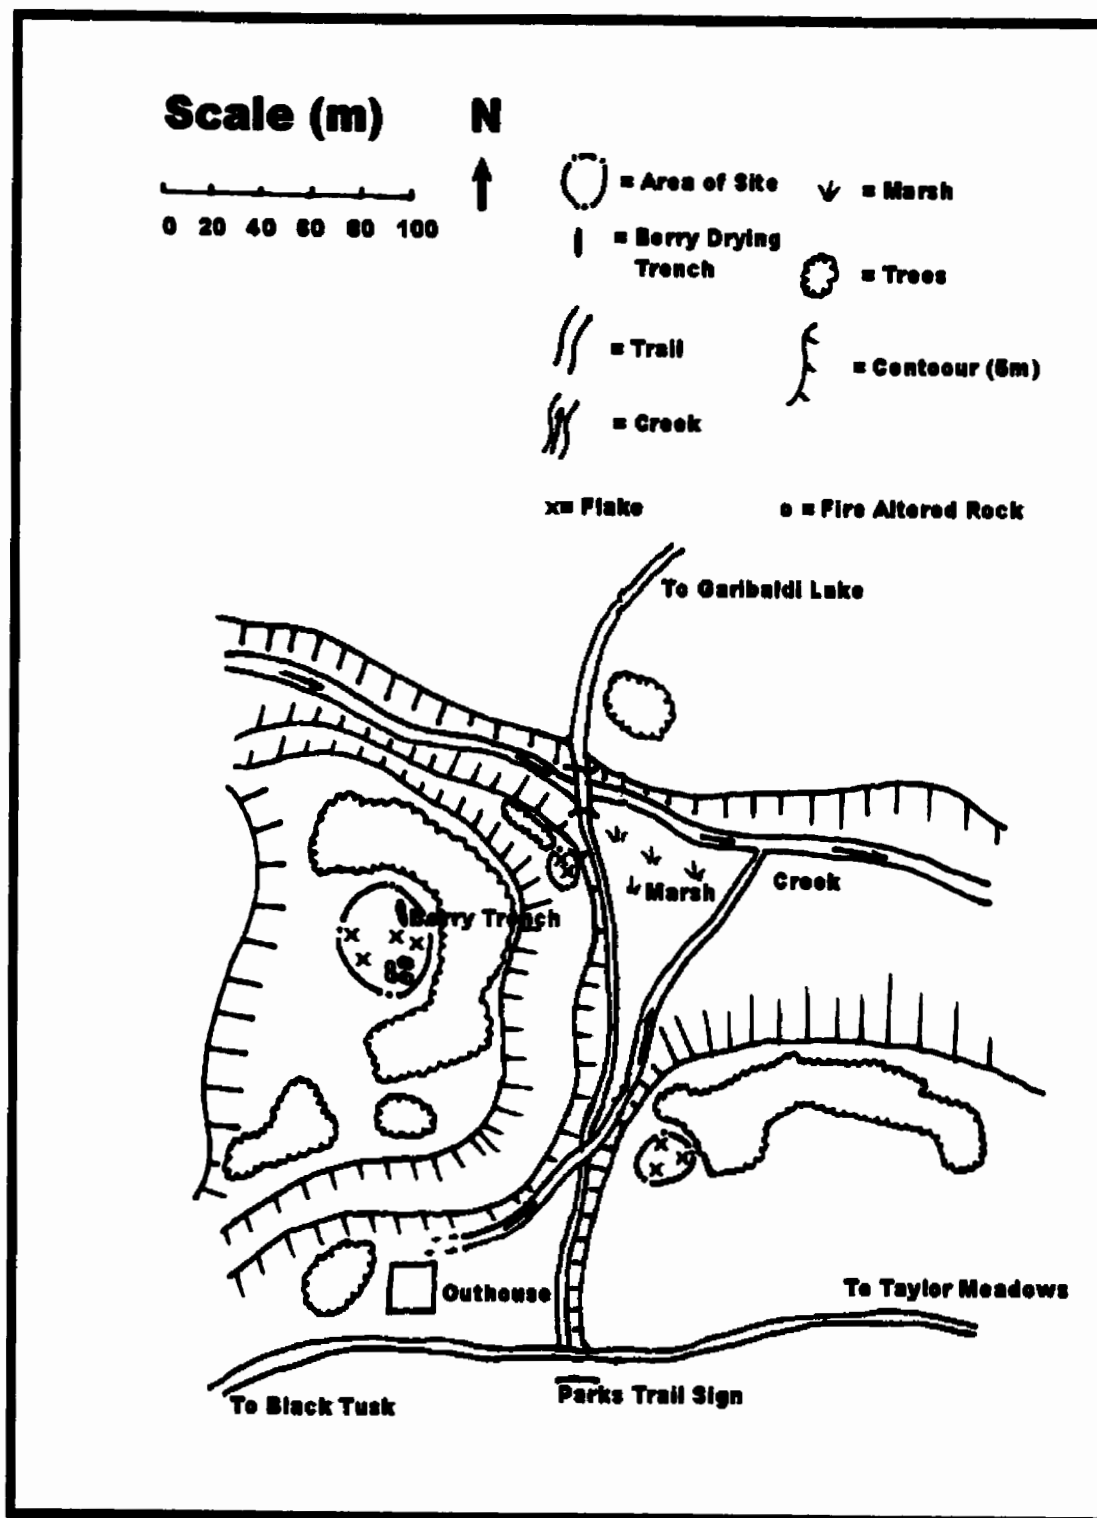 Scale (m)
N
0 20 40 60 80 100
= Area of Site
= Marsh
= Berry Drying
Trench
= Trees
= Trail
= Contoour (5m)
= Creek
x= Flake
o = Fire Altered Rock
To Garibaldi Lake
Marsh
Creek
Berry Trench
Outhouse
To Taylor Meadows
To Black Tusk
Parks Trail Sign